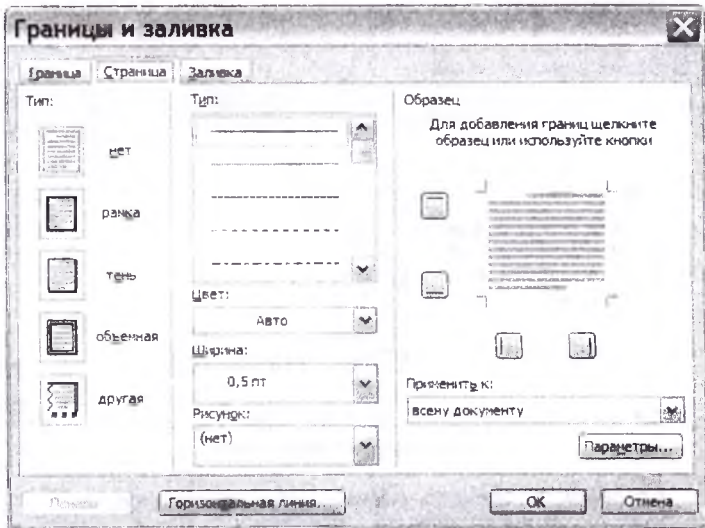 Границы и заливка
Граница Страница Заливка
Тип:
нет
рамка
тень
объемная
другая
Тип:
Цвет:
Авто
Ширина:
0,5 пт
Рисунок:
(нет)
Образец
Для добавления границ щелкните
образец или используйте кнопки
Применить к:
всему документу
Параметры...
Горизонтальная линия...
ОК
Отмена